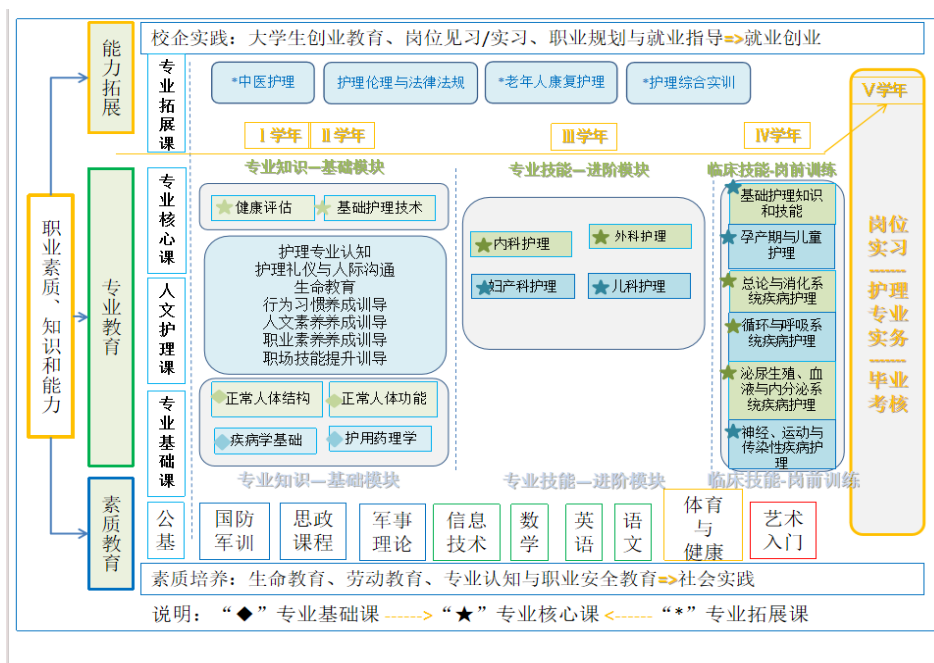 能力拓展
校企实践：大学生创业教育、岗位见习/实习、职业规划与就业指导=>就业创业
专业拓展课
*中医护理
护理伦理与法律法规
*老年人康复护理
*护理综合实训
Ⅰ学年
Ⅱ学年
Ⅲ学年
Ⅳ学年
Ⅴ学年
专业知识—基础模块
专业技能—进阶模块
临床技能-岗前训练
职业素质、知识和能力
专业教育
专业核心课
健康评估
基础护理技术
内科护理
外科护理
妇产科护理
儿科护理
基础护理知识
和技能
孕产期与儿童
护理
总论与消化系
统疾病护理
循环与呼吸系
统疾病护理
泌尿生殖、血
液与内分泌系
统疾病护理
神经、运动与
传染性疾病护
理
人文护理课
护理专业认知
护理礼仪与人际沟通
生命教育
行为习惯养成训导
人文素养养成训导
职业素养养成训导
职场技能提升训导
专业基础课
正常人体结构
正常人体功能
疾病学基础
护用药理学
专业知识—基础模块
专业技能—进阶模块
临床技能-岗前训练
岗位
实习
------
护理
专业
实务
------
毕业
考核
素质教育
公基
国防
军训
思政
课程
军事
理论
信息
技术
数学
英语
语文
体育
与
健康
艺术
入门
素质培养：生命教育、劳动教育、专业认知与职业安全教育=>社会实践
说明：“◆”专业基础课------>“★”专业核心课<------“*”专业拓展课